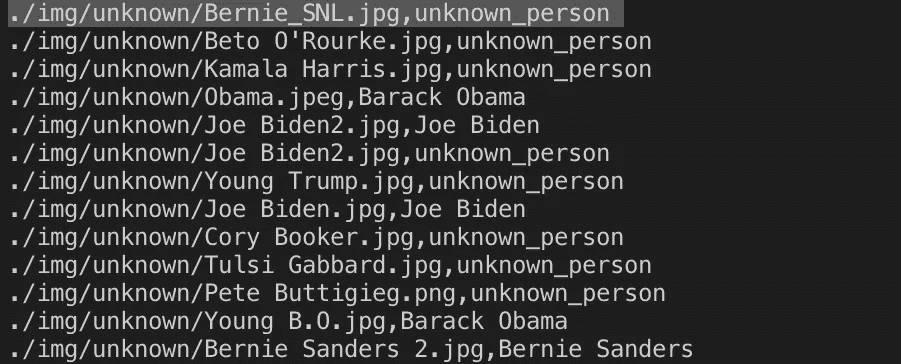 ./img/unknown/Bernie_SNL.jpg,unknown_person
./img/unknown/Beto O'Rourke.jpg,unknown_person
./img/unknown/Kamala Harris.jpg,unknown_person
./img/unknown/Obama.jpeg,Barack Obama
./img/unknown/Joe Biden2.jpg,Joe Biden
./img/unknown/Joe Biden2.jpg,unknown_person
./img/unknown/Young Trump.jpg,unknown_person
./img/unknown/Joe Biden.jpg,Joe Biden
./img/unknown/Cory Booker.jpg,unknown_person
./img/unknown/Tulsi Gabbard.jpg,unknown_person
./img/unknown/Pete Buttigieg.png,unknown_person
./img/unknown/Young B.O.jpg,Barack Obama
./img/unknown/Bernie Sanders 2.jpg,Bernie Sanders